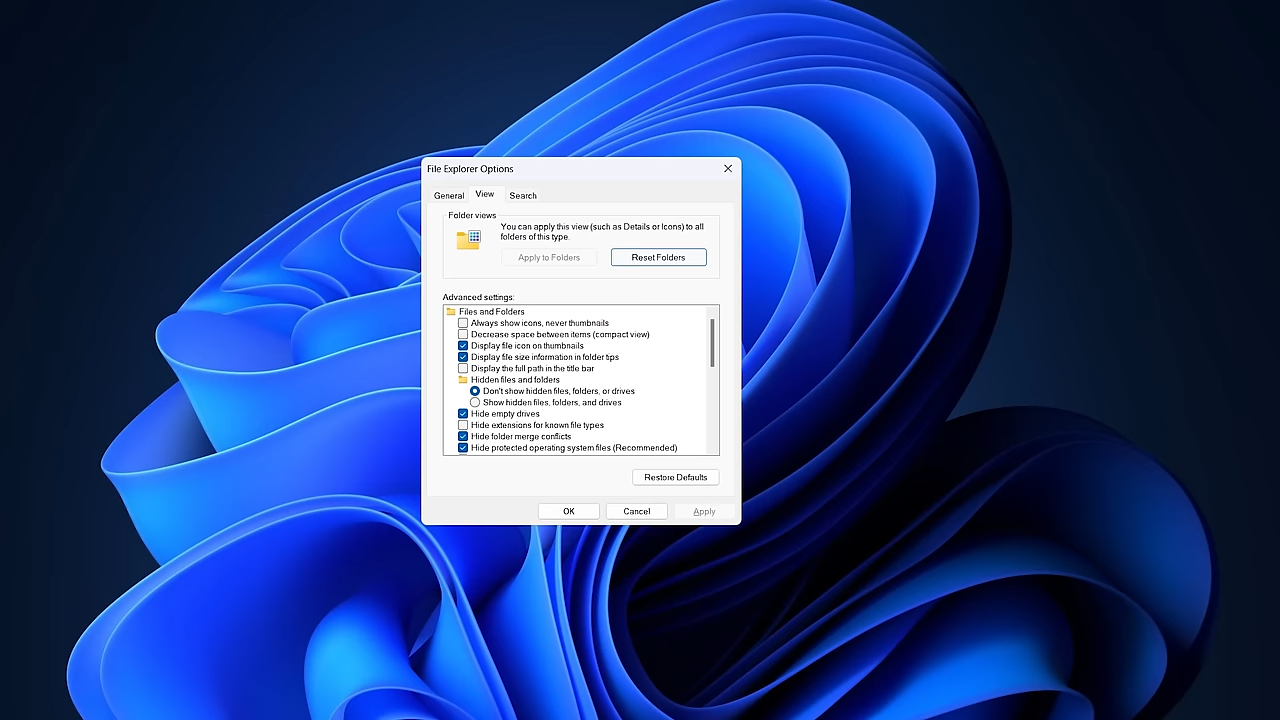 File Explorer Options
General
View
Search
Folder views
You can apply this view (such as Details or Icons) to all
folders of this type.
Apply to Folders
Reset Folders
Advanced settings:
Files and Folders
Always show icons, never thumbnails
Decrease space between items (compact view)
Display file icon on thumbnails
Display file size information in folder tips
Display the full path in the title bar
Hidden files and folders
Don't show hidden files, folders, or drives
Show hidden files, folders, and drives
Hide empty drives
Hide extensions for known file types
Hide folder merge conflicts
Hide protected operating system files (Recommended)
Restore Defaults
OK
Cancel
Apply